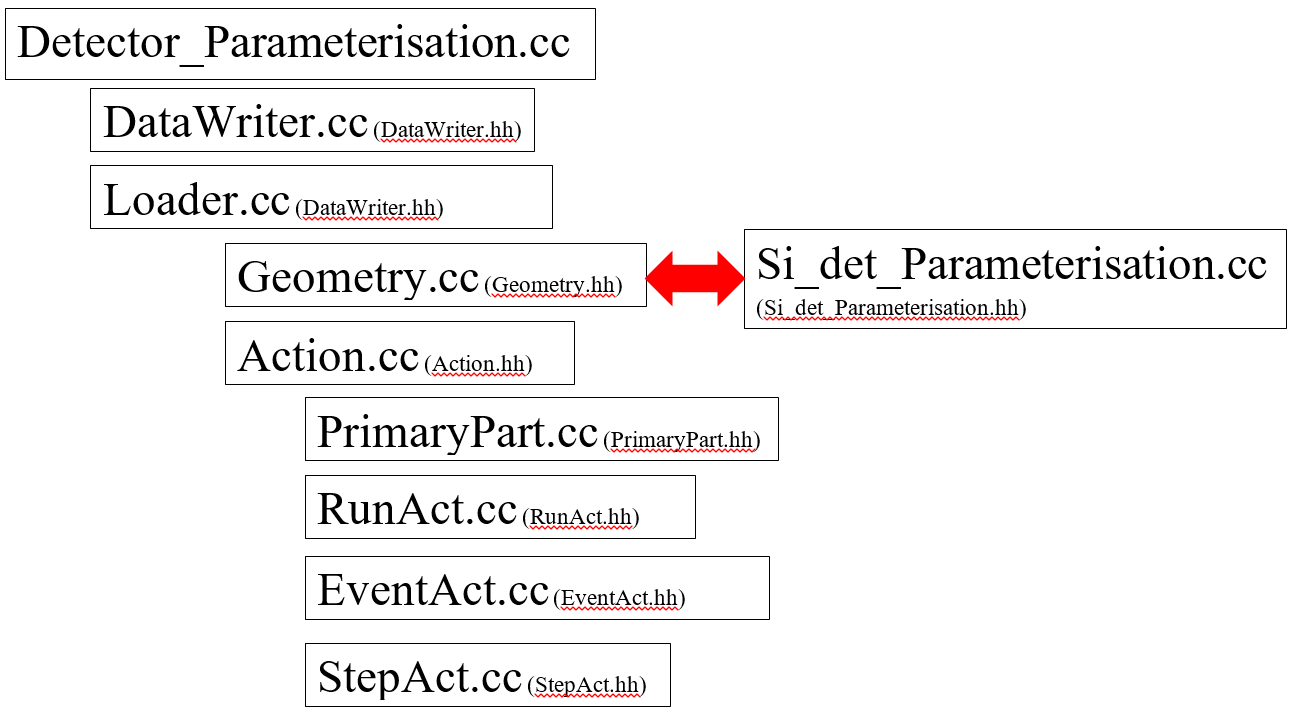 Detector_Parameterisation.cc
DataWriter.cc (DataWriter.hh)
Loader.cc (DataWriter.hh)
Geometry.cc (Geometry.hh)
Si_det_Parameterisation.cc
(Si_det_Parameterisation.hh)
Action.cc (Action.hh)
PrimaryPart.cc (PrimaryPart.hh)
RunAct.cc (RunAct.hh)
EventAct.cc (EventAct.hh)
StepAct.cc (StepAct.hh)